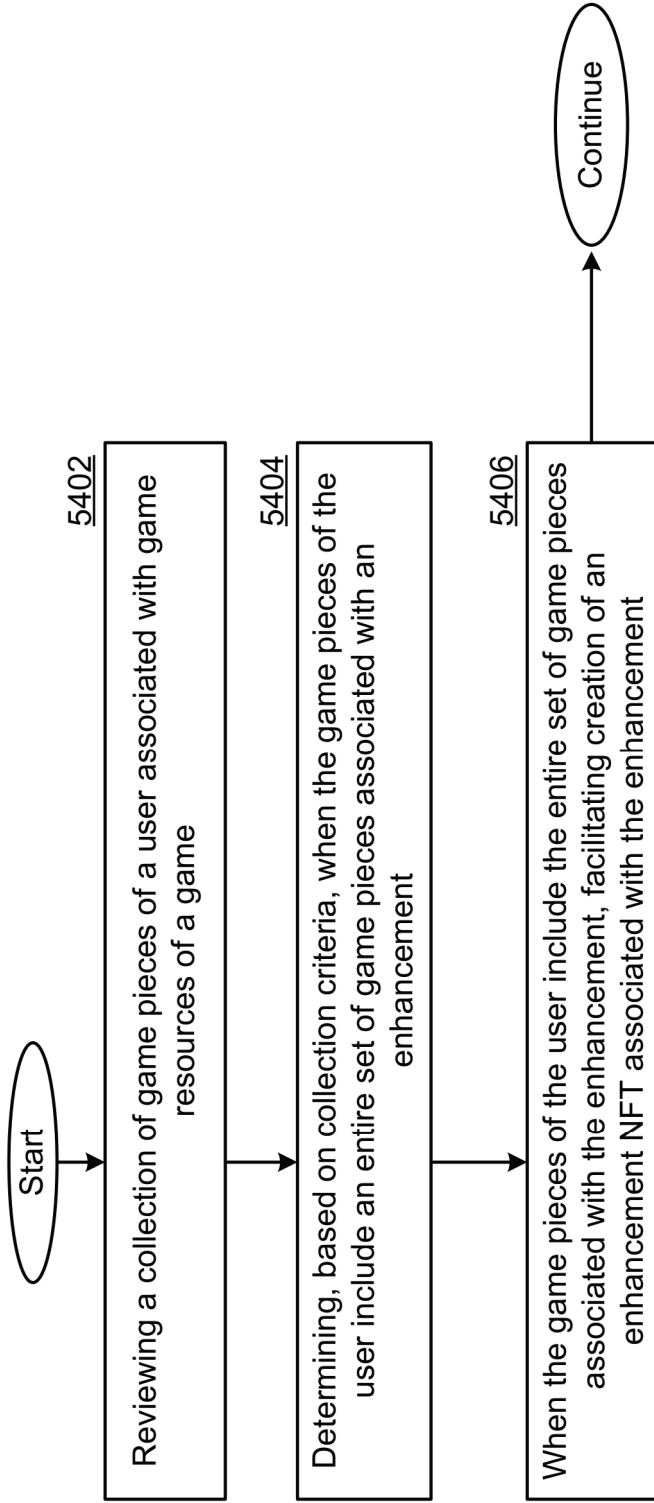 Start
5402
Reviewing a collection of game pieces of a user associated with game
resources of a game
5404
Determining, based on collection criteria, when the game pieces of the
user include an entire set of game pieces associated with an
enhancement
5406
When the game pieces of the user include the entire set of game pieces
associated with the enhancement, facilitating creation of an
enhancement NFT associated with the enhancement
Continue